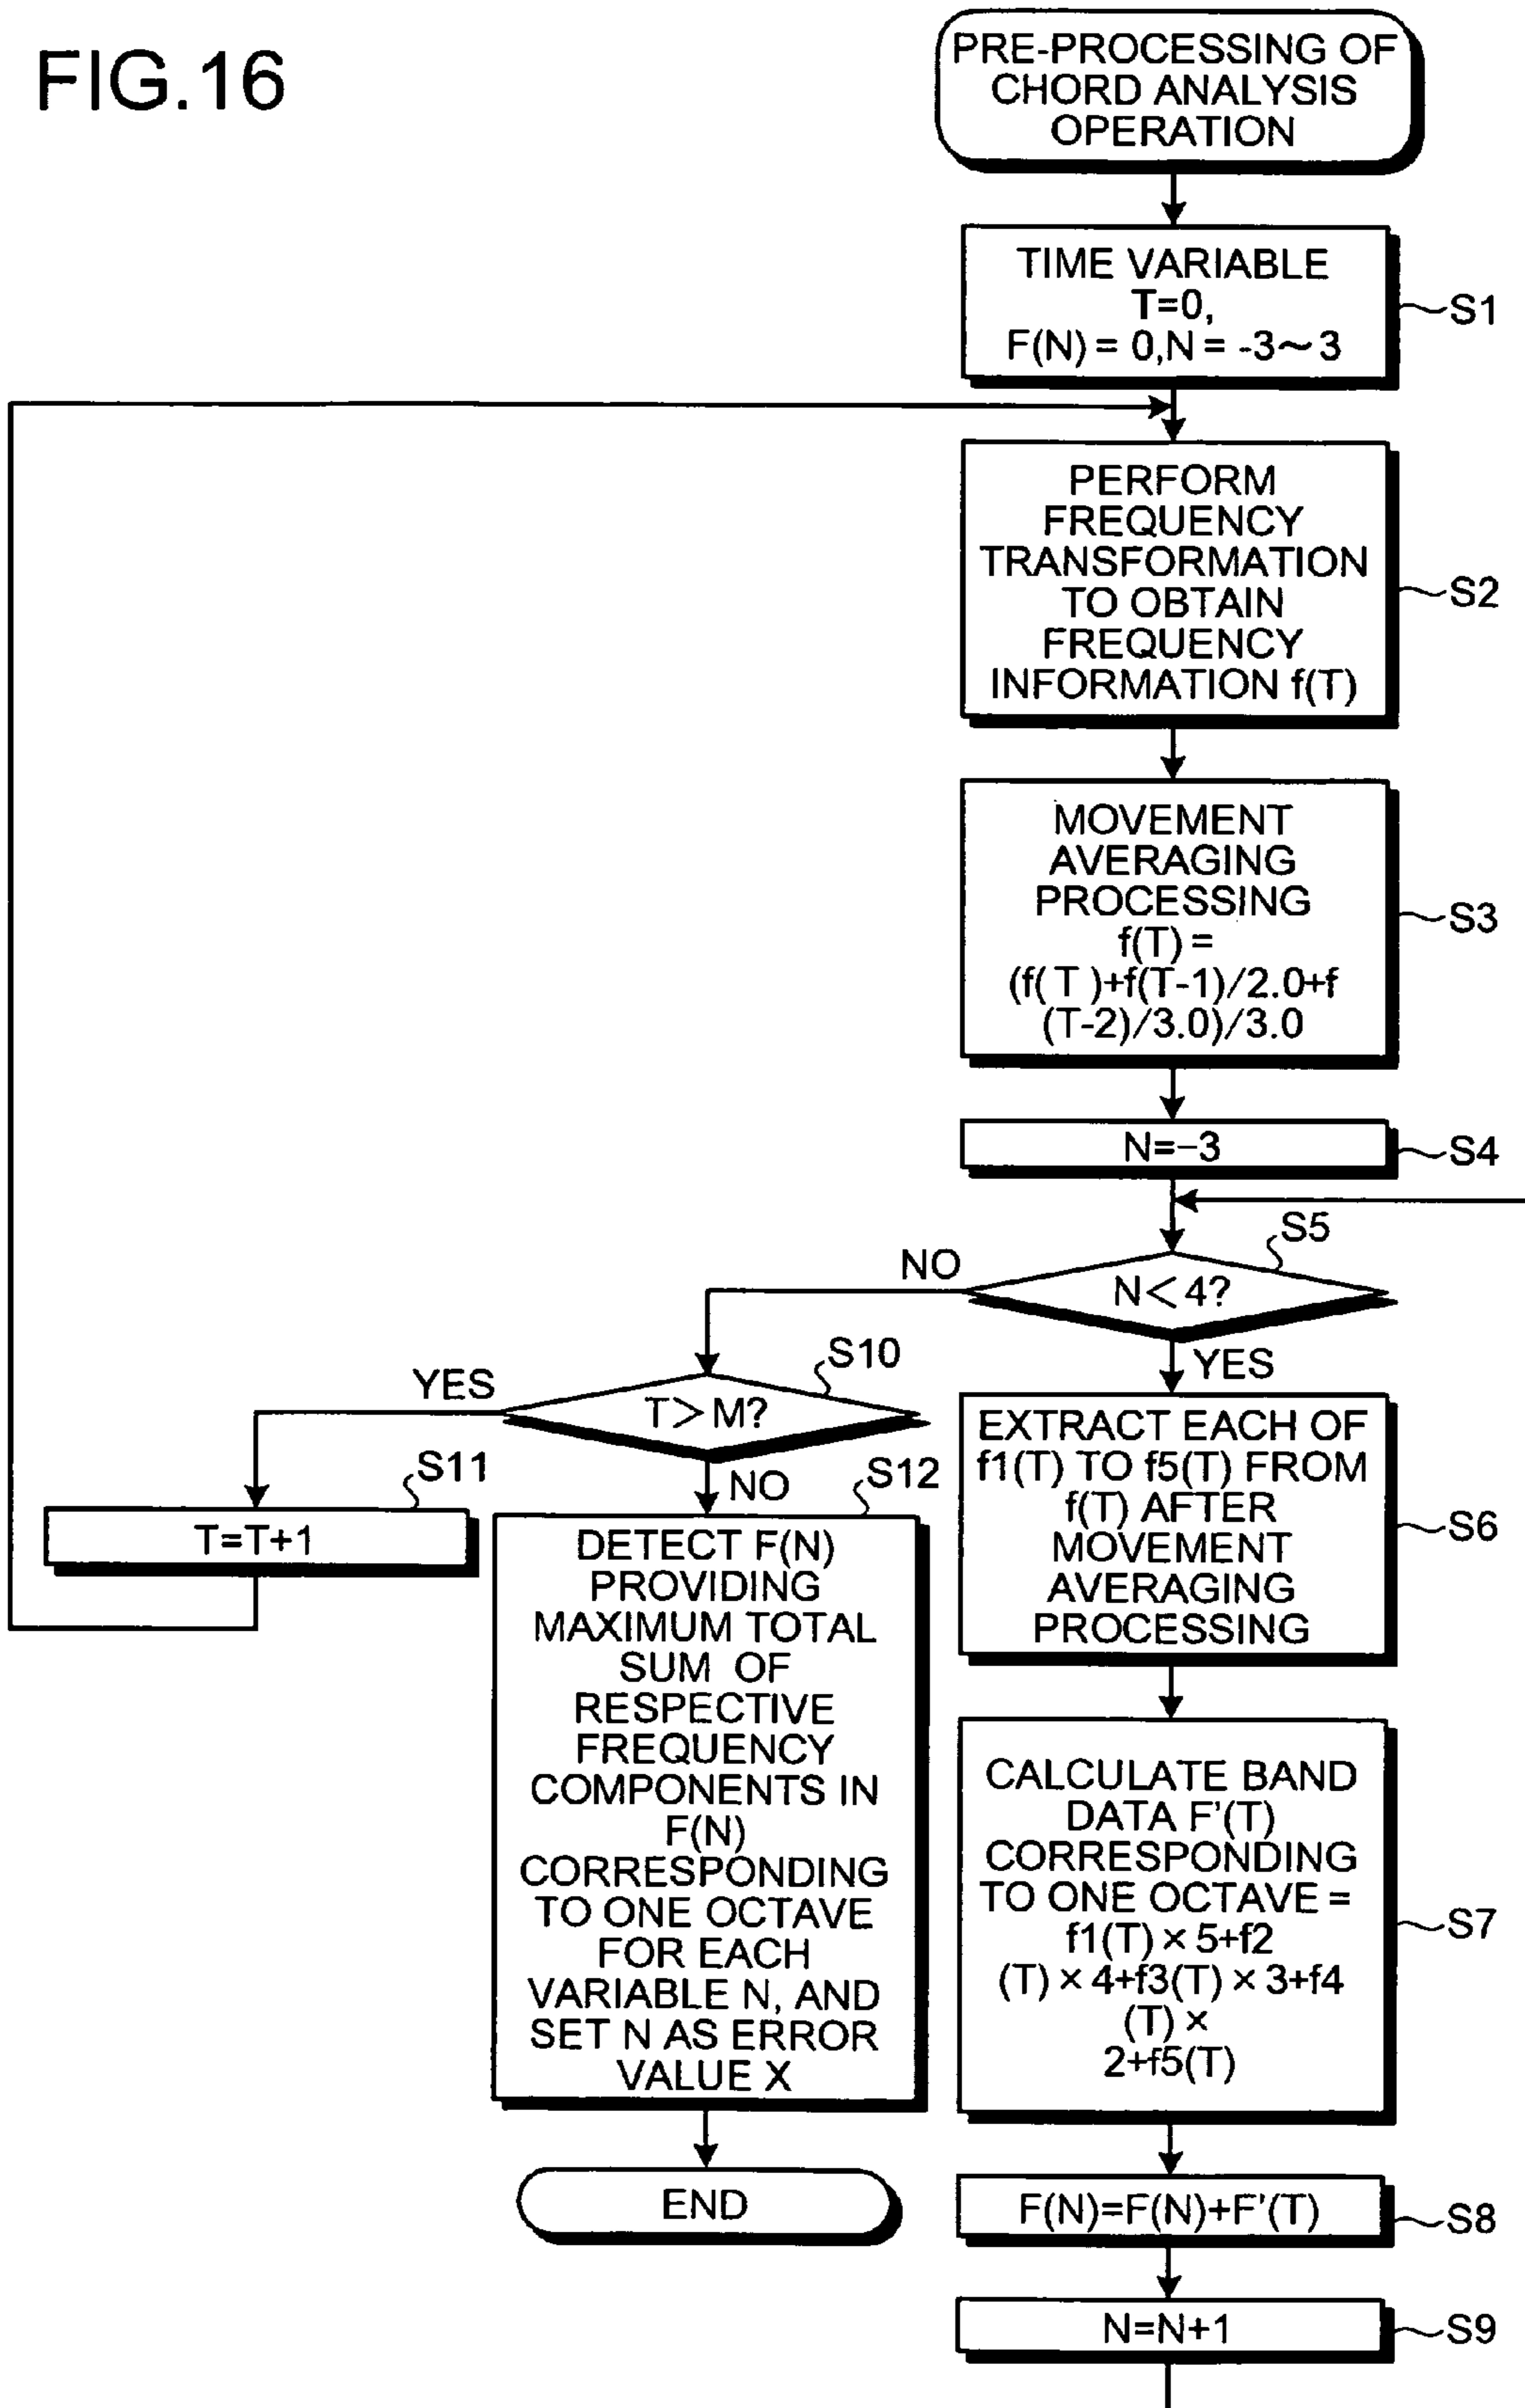 FIG.16
PRE-PROCESSING OF
CHORD ANALYSIS
OPERATION
TIME VARIABLE
T=0,
F(N) = 0,N = -3~3
S1
PERFORM
FREQUENCY
TRANSFORMATION
TO OBTAIN
FREQUENCY
INFORMATION f(T)
S2
MOVEMENT
AVERAGING
PROCESSING
f(T) =
(f( T )+f(T-1)/2.0+f
(T-2)/3.0)/3.0
S3
N=-3
S4
S5
N<4?
NO
YES
S10
T>M?
YES
NO
S11
T=T+1
S12
DETECT F(N)
PROVIDING
MAXIMUM TOTAL
SUM OF
RESPECTIVE
FREQUENCY
COMPONENTS IN
F(N)
CORRESPONDING
TO ONE OCTAVE
FOR EACH
VARIABLE N, AND
SET N AS ERROR
VALUE X
END
EXTRACT EACH OF
f1(T) TO f5(T) FROM
f(T) AFTER
MOVEMENT
AVERAGING
PROCESSING
S6
CALCULATE BAND
DATA F'(T)
CORRESPONDING
TO ONE OCTAVE =
f1(T) × 5+f2
(T) × 4+f3(T) × 3+f4
(T) ×
2+f5(T)
S7
F(N)=F(N)+F'(T)
S8
N=N+1
S9